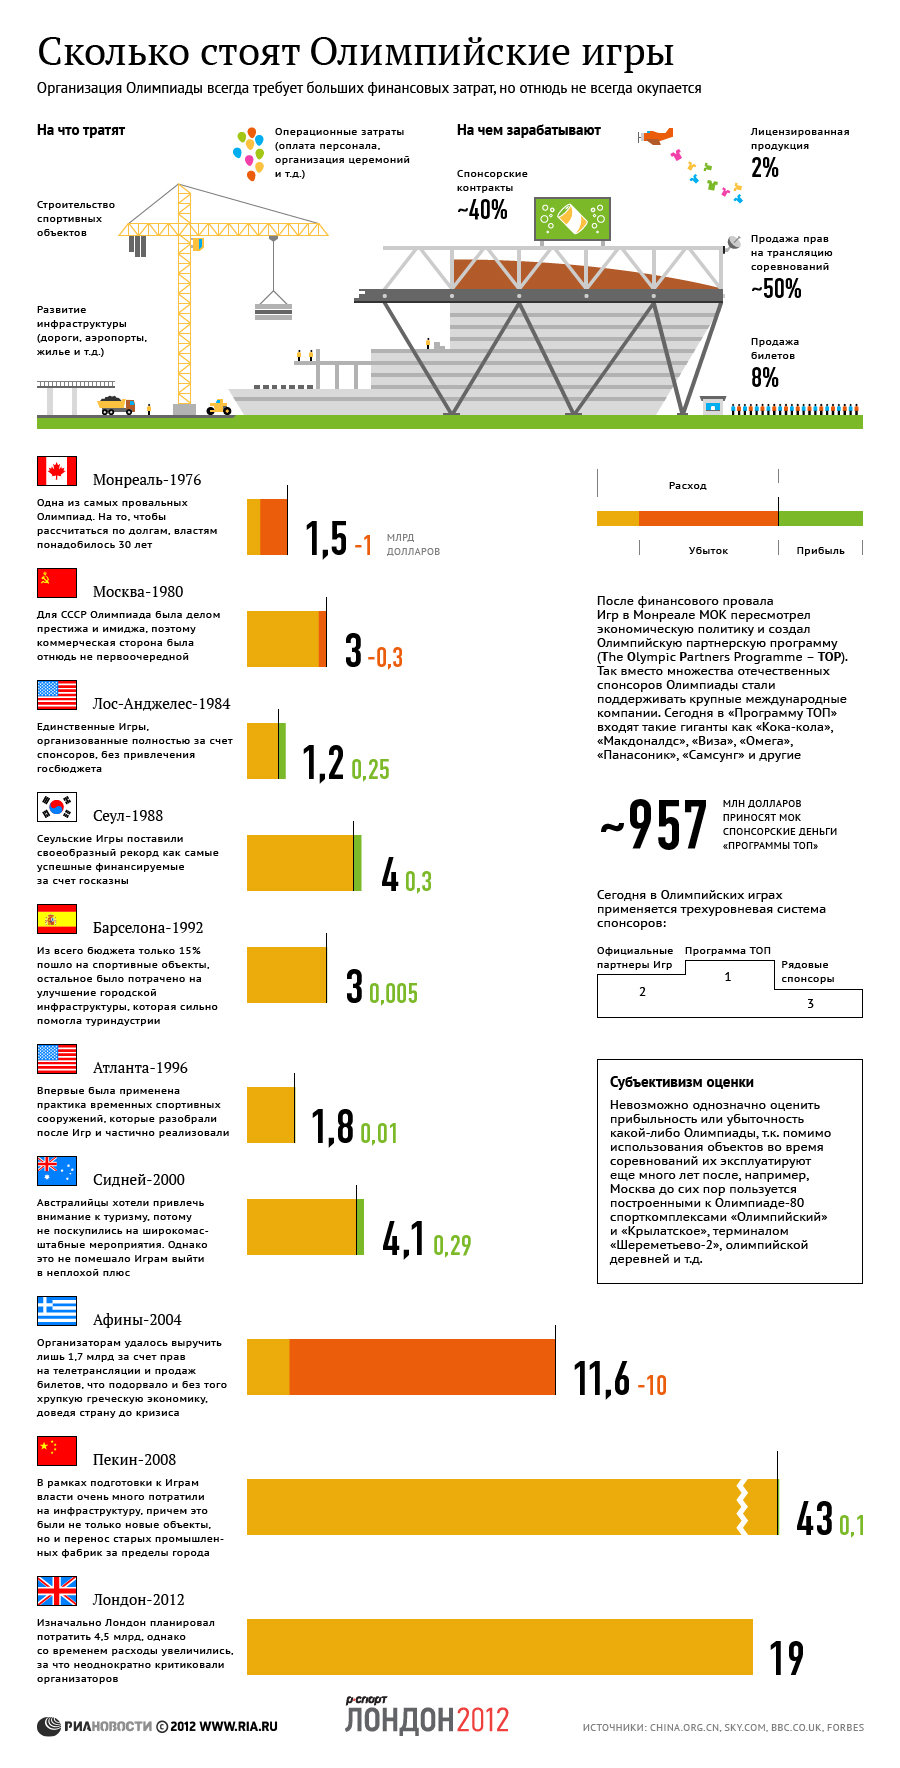 Сколько стоят Олимпийские игры
Организация Олимпиады всегда требует больших финансовых затрат, но отнюдь не всегда окупается
На что тратят
Операционные затраты
(оплата персонала,
организация церемоний
и т.д.)
Строительство
спортивных
объектов
Развитие
инфраструктуры
(дороги, аэропорты,
жилье и т.д.)
На чем зарабатывают
Спонсорские
контракты
~40%
Лицензированная
продукция
2%
Продажа прав
на трансляцию
соревнований
~50%
Продажа
билетов
8%
Монреаль-1976
Одна из самых провальных
Олимпиад. На то, чтобы
рассчитаться по долгам, властям
понадобилось 30 лет
1,5 -1 МЛРД
ДОЛЛАРОВ
Москва-1980
Для СССР Олимпиада была делом
престижа и имиджа, поэтому
коммерческая сторона была
отнюдь не первоочередной
3 -0,3
Лос-Анджелес-1984
Единственные Игры,
организованные полностью за счет
спонсоров, без привлечения
госбюджета
1,2 0,25
Сеул-1988
Сеульские Игры поставили
своеобразный рекорд как самые
успешные финансируемые
за счет госказны
4 0,3
Барселона-1992
Из всего бюджета только 15%
пошло на спортивные объекты,
остальное было потрачено на
улучшение городской
инфраструктуры, которая сильно
помогла туриндустрии
3 0,005
Атланта-1996
Впервые была применена
практика временных спортивных
сооружений, которые разобрали
после Игр и частично реализовали
1,8 0,01
Сидней-2000
Австралийцы хотели привлечь
внимание к туризму, потому
не поскупились на широкомас-
штабные мероприятия. Однако
это не помешало Играм выйти
в неплохой плюс
4,1 0,29
Афины-2004
Организаторам удалось выручить
лишь 1,7 млрд за счет прав
на телетрансляции и продаж
билетов, что подорвало и без того
хрупкую греческую экономику,
доведя страну до кризиса
11,6 -10
Пекин-2008
В рамках подготовки к Играм
власти очень много потратили
на инфраструктуру, причем это
были не только новые объекты,
но и перенос старых промышлен-
ных фабрик за пределы города
43 0,1
Лондон-2012
Изначально Лондон планировал
потратить 4,5 млрд, однако
со временем расходы увеличились,
за что неоднократно критиковали
организаторов
19
Расход
Убыток
Прибыль
После финансового провала
Игр в Монреале МОК пересмотрел
экономическую политику и создал
Олимпийскую партнерскую программу
(The Olympic Partners Programme – TOP).
Так вместо множества отечественных
спонсоров Олимпиады стали
поддерживать крупные международные
компании. Сегодня в «Программу ТОП»
входят такие гиганты как «Кока-кола»,
«Макдоналдс», «Виза», «Омега»,
«Панасоник», «Самсунг» и другие
~957
МЛН ДОЛЛАРОВ
ПРИНОСЯТ МОК
СПОНСОРСКИЕ ДЕНЬГИ
«ПРОГРАММЫ ТОП»
Сегодня в Олимпийских играх
применяется трехуровневая система
спонсоров:
Официальные
партнеры Игр
2
Программа ТОП
1
Рядовые
спонсоры
3
Субъективизм оценки
Невозможно однозначно оценить
прибыльность или убыточность
какой-либо Олимпиады, т.к. помимо
использования объектов во время
соревнований их эксплуатируют
еще много лет после, например,
Москва до сих пор пользуется
построенными к Олимпиаде-80
спорткомплексами «Олимпийский»
и «Крылатское», терминалом
«Шереметьево-2», олимпийской
деревней и т.д.
РИАНОВОСТИ © 2012 WWW.RIA.RU
р-спорт
ЛОНДОН2012
ИСТОЧНИКИ: CHINA.ORG.CN, SKY.COM, BBC.CO.UK, FORBES